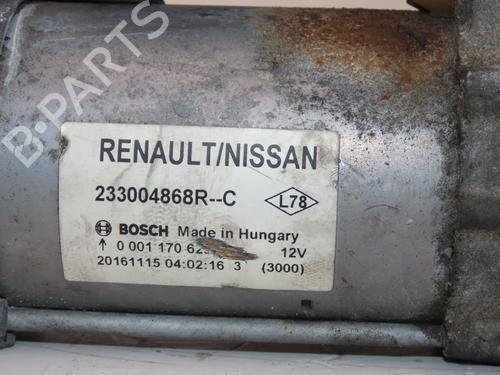 B-PARTS
RENAULT/NISSAN
233004868R--C
L78
BOSCH Made in Hungary
0 001 170 12V
20161115 04:02:16 3 (3000)